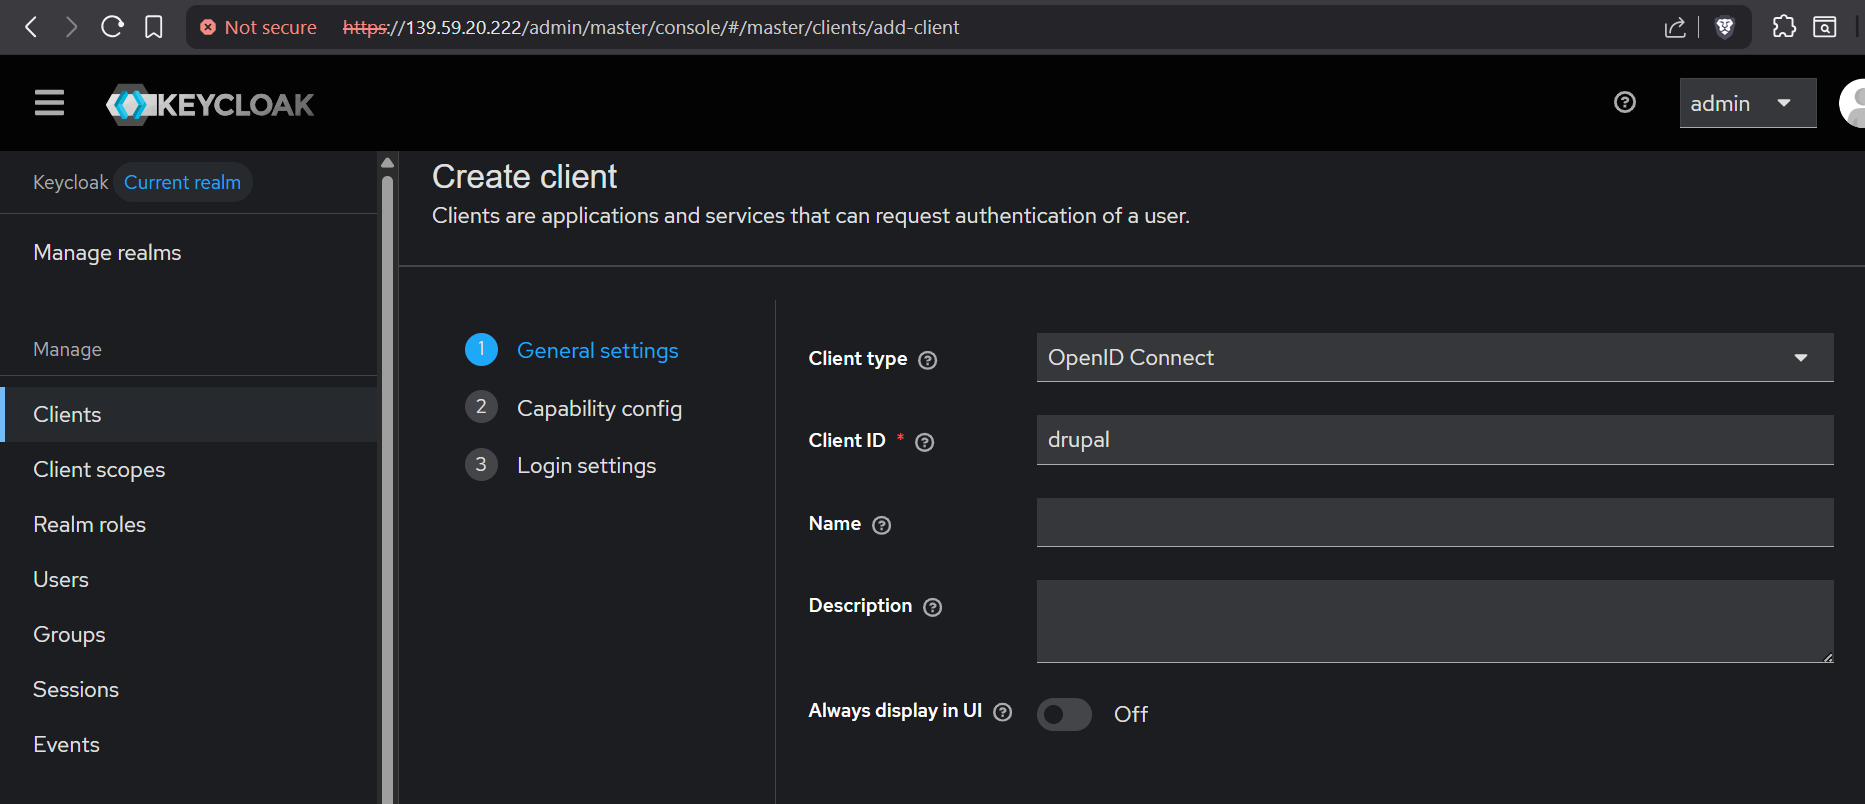 Not secure https://139.59.20.222/admin/master/console/#/master/clients/add-client
KEYCLOAK
admin
Keycloak Current realm
Manage realms
Manage
Clients
Client scopes
Realm roles
Users
Groups
Sessions
Events
Create client
Clients are applications and services that can request authentication of a user.
1 General settings
2 Capability config
3 Login settings
Client type
OpenID Connect
Client ID *
drupal
Name
Description
Always display in UI
Off